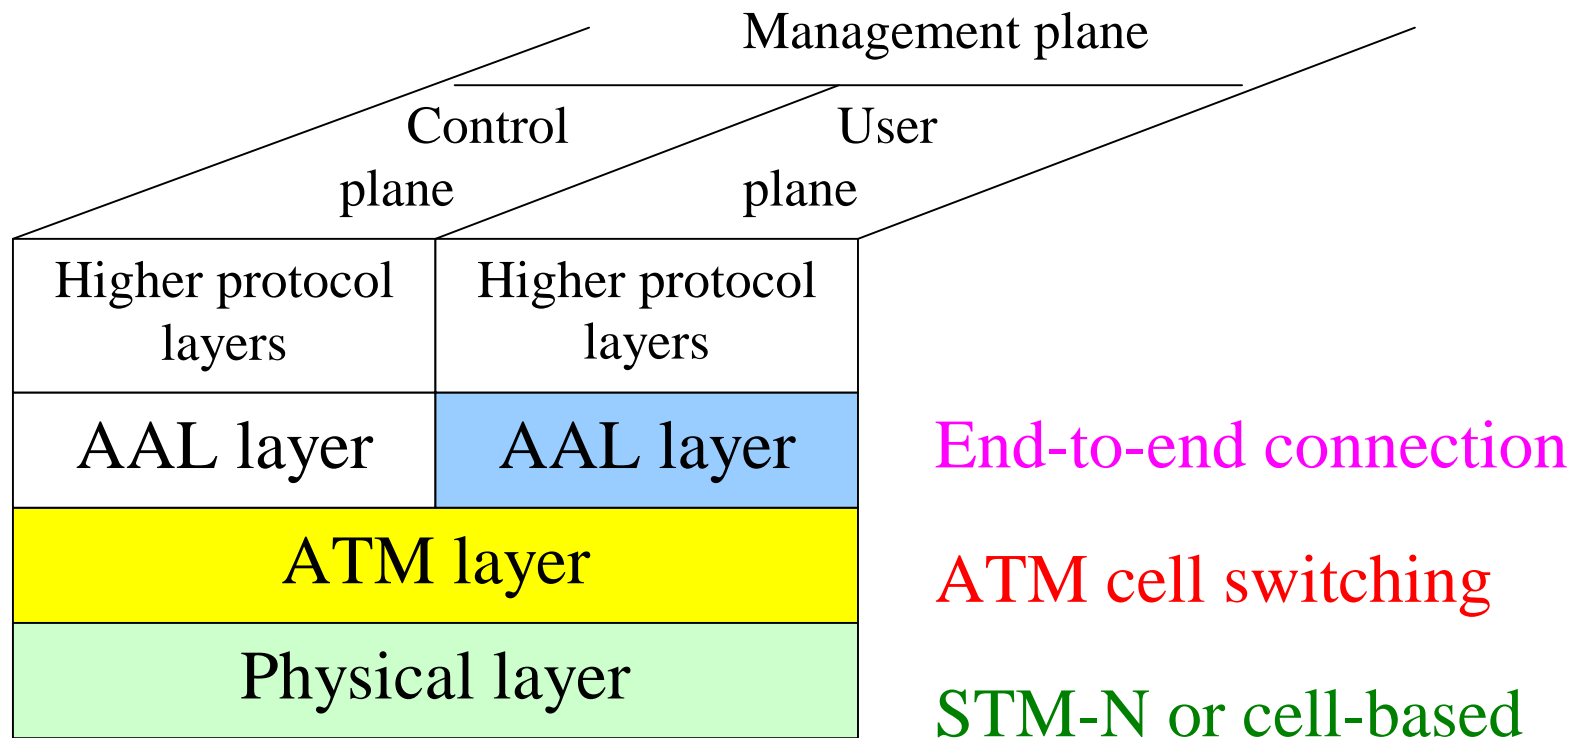 Management plane
Control
plane
User
plane
Higher protocol
layers
Higher protocol
layers
AAL layer
AAL layer
End-to-end connection
ATM layer
ATM cell switching
Physical layer
STM-N or cell-based